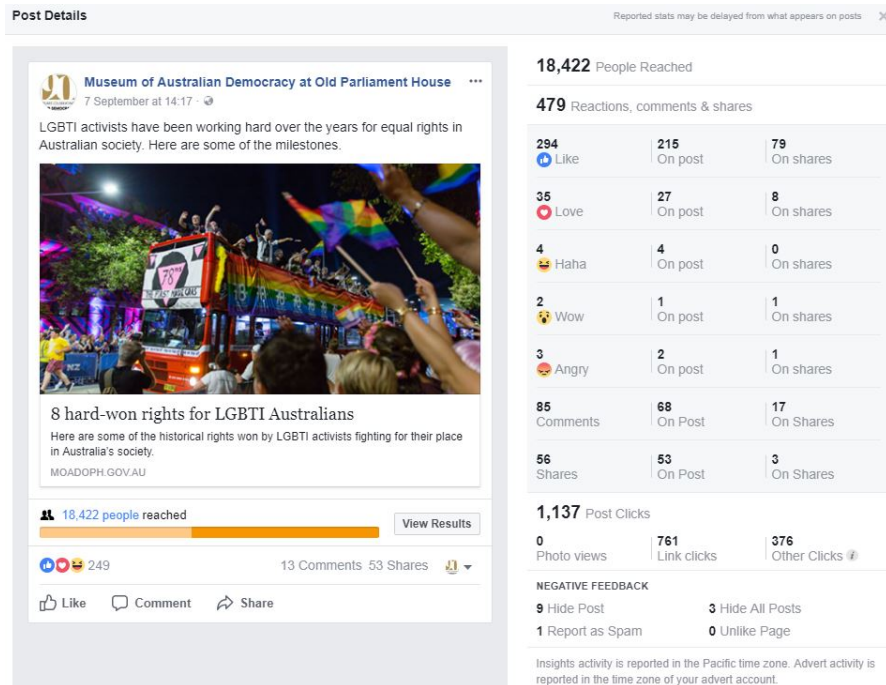 Post Details
Reported stats may be delayed from what appears on posts
Museum of Australian Democracy at Old Parliament House
7 September at 14:17
LGBTI activists have been working hard over the years for equal rights in
Australian society. Here are some of the milestones.
78ers
THE FIRST MARDI GRAS
NZ
8 hard-won rights for LGBTI Australians
Here are some of the historical rights won by LGBTI activists fighting for their place
in Australia's society.
MOADOPH.GOV.AU
18,422 people reached
View Results
249
13 Comments 53 Shares
Like Comment Share
18,422 People Reached
479 Reactions, comments & shares
294 215 79
Like On post On shares
35 27 8
Love On post On shares
4 4 0
Haha On post On shares
2 1 1
Wow On post On shares
3 2 1
Angry On post On shares
85 68 17
Comments On Post On Shares
56 53 3
Shares On Post On Shares
1,137 Post Clicks
0 761 376
Photo views Link clicks Other Clicks
NEGATIVE FEEDBACK
9 Hide Post 3 Hide All Posts
1 Report as Spam 0 Unlike Page
Insights activity is reported in the Pacific time zone. Advert activity is
reported in the time zone of your advert account.